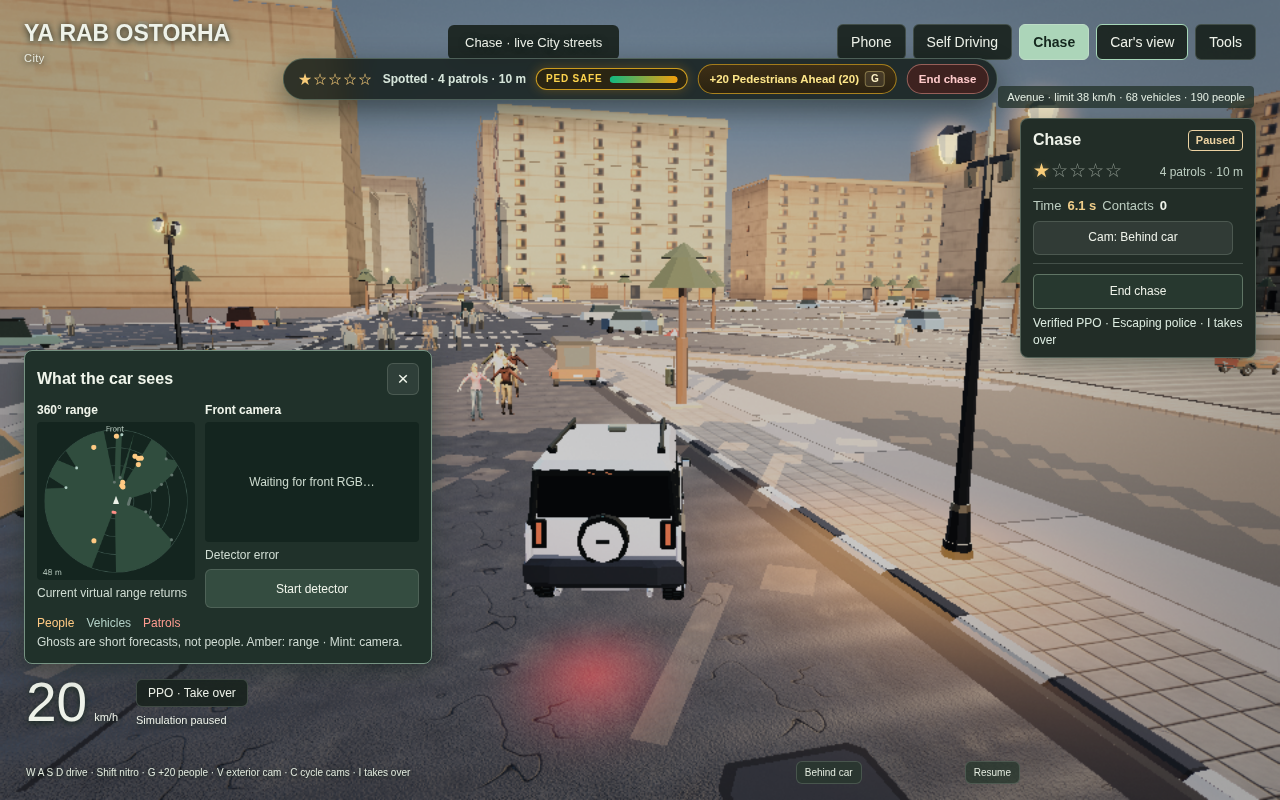 YA RAB OSTORHA
City
Chase · live City streets
Phone
Self Driving
Chase
Car's view
Tools
★☆☆☆☆ Spotted · 4 patrols · 10 m
PED SAFE
+20 Pedestrians Ahead (20) G
End chase
Avenue · limit 38 km/h · 68 vehicles · 190 people
Chase
Paused
★☆☆☆☆ 4 patrols · 10 m
Time 6.1 s Contacts 0
Cam: Behind car
End chase
Verified PPO · Escaping police · I takes
over
What the car sees
✕
360° range
Front camera
Front
48 m
Waiting for front RGB…
Current virtual range returns
Detector error
Start detector
People Vehicles Patrols
Ghosts are short forecasts, not people. Amber: range · Mint: camera.
20 km/h
PPO · Take over
Simulation paused
W A S D drive · Shift nitro · G +20 people · V exterior cam · C cycle cams · I takes over
Behind car
Resume